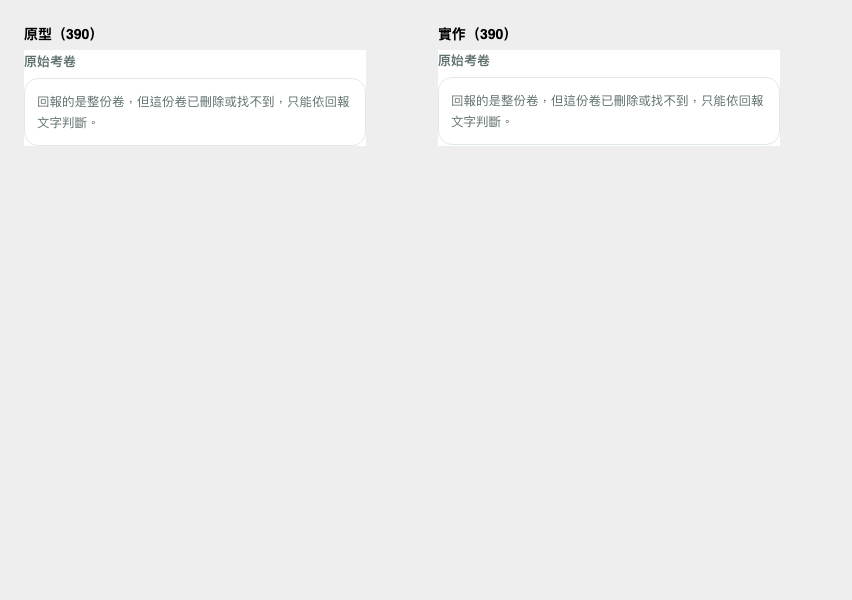 原型（390）
原始考卷
回報的是整份卷，但這份卷已刪除或找不到，只能依回報
文字判斷。
實作（390）
原始考卷
回報的是整份卷，但這份卷已刪除或找不到，只能依回報
文字判斷。